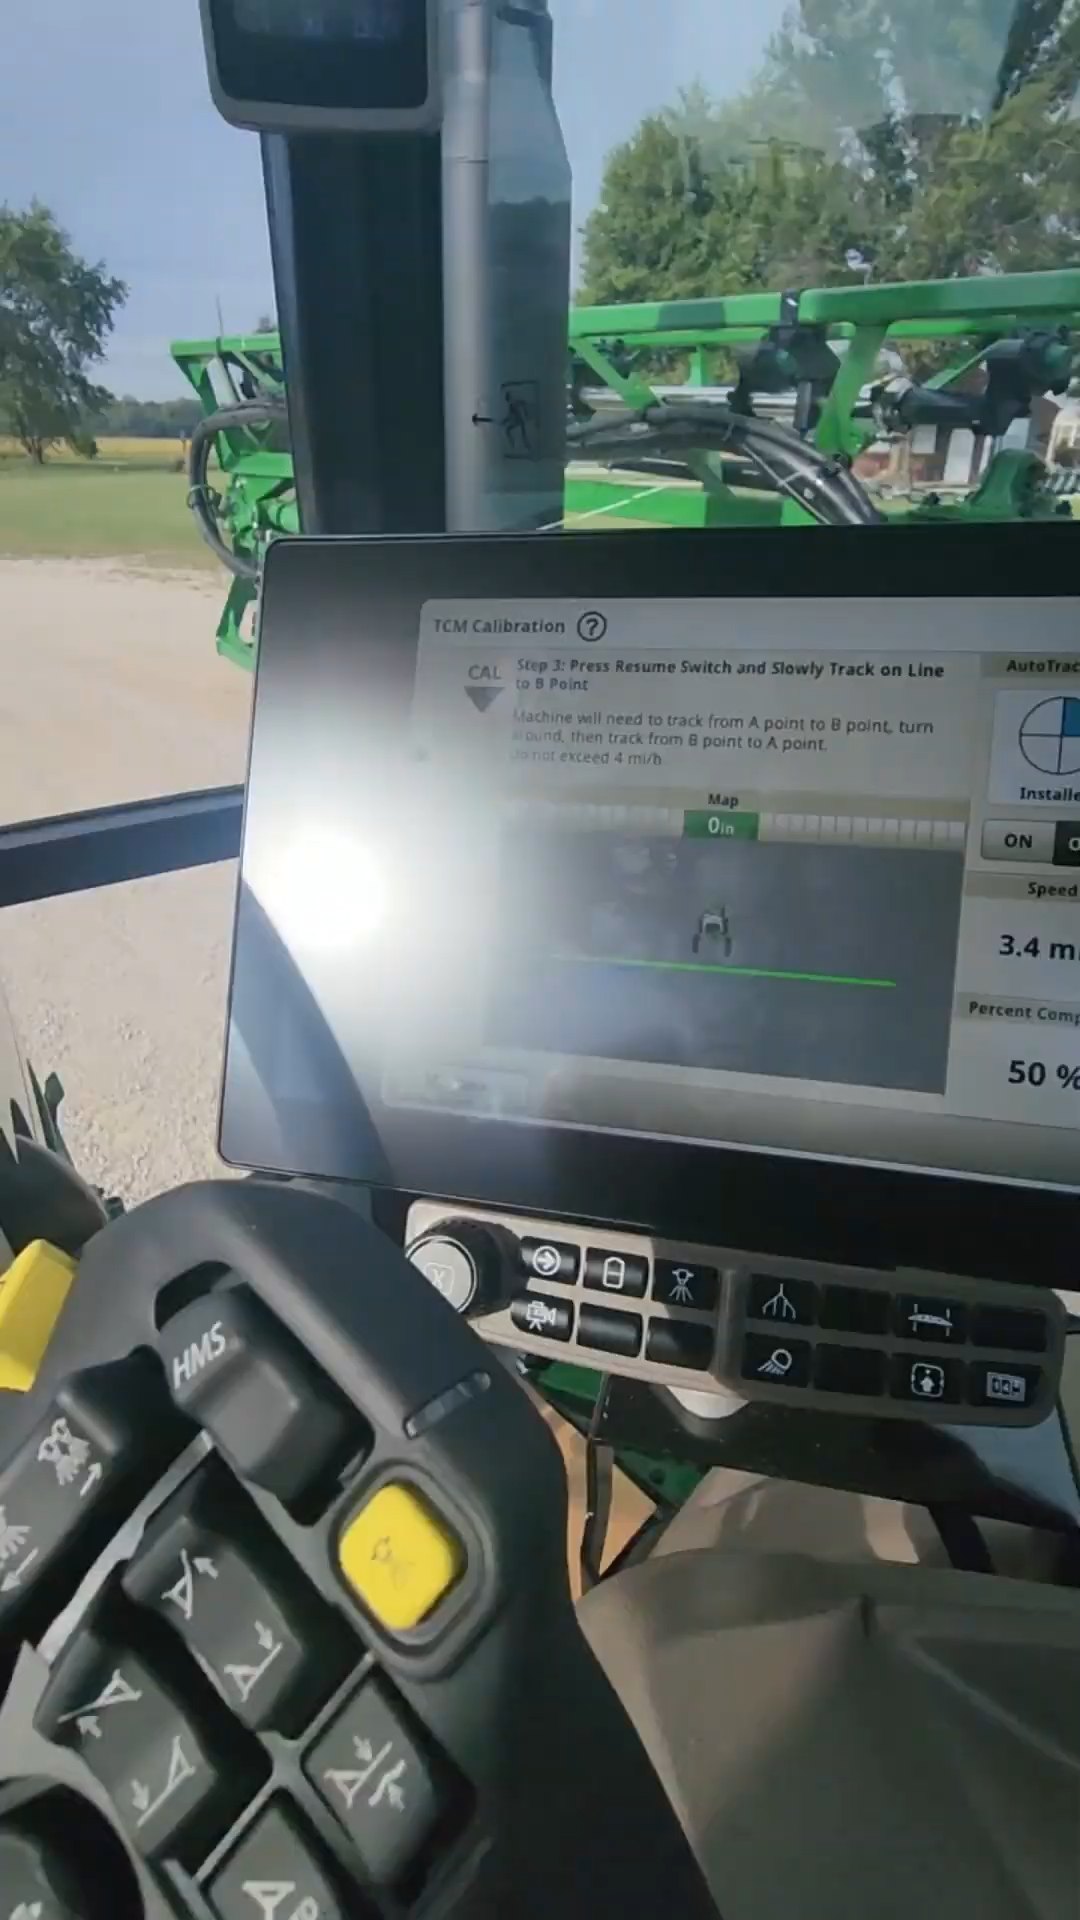 TCM Calibration ?
CAL
Step 3: Press Resume Switch and Slowly Track on Line
to B Point
Machine will need to track from A point to B point, turn
around, then track from B point to A point.
do not exceed 4 mi/h
Map
0in
AutoTrac
Installe
ON
Speed
3.4 m
Percent Comp
50 %
X
HMS